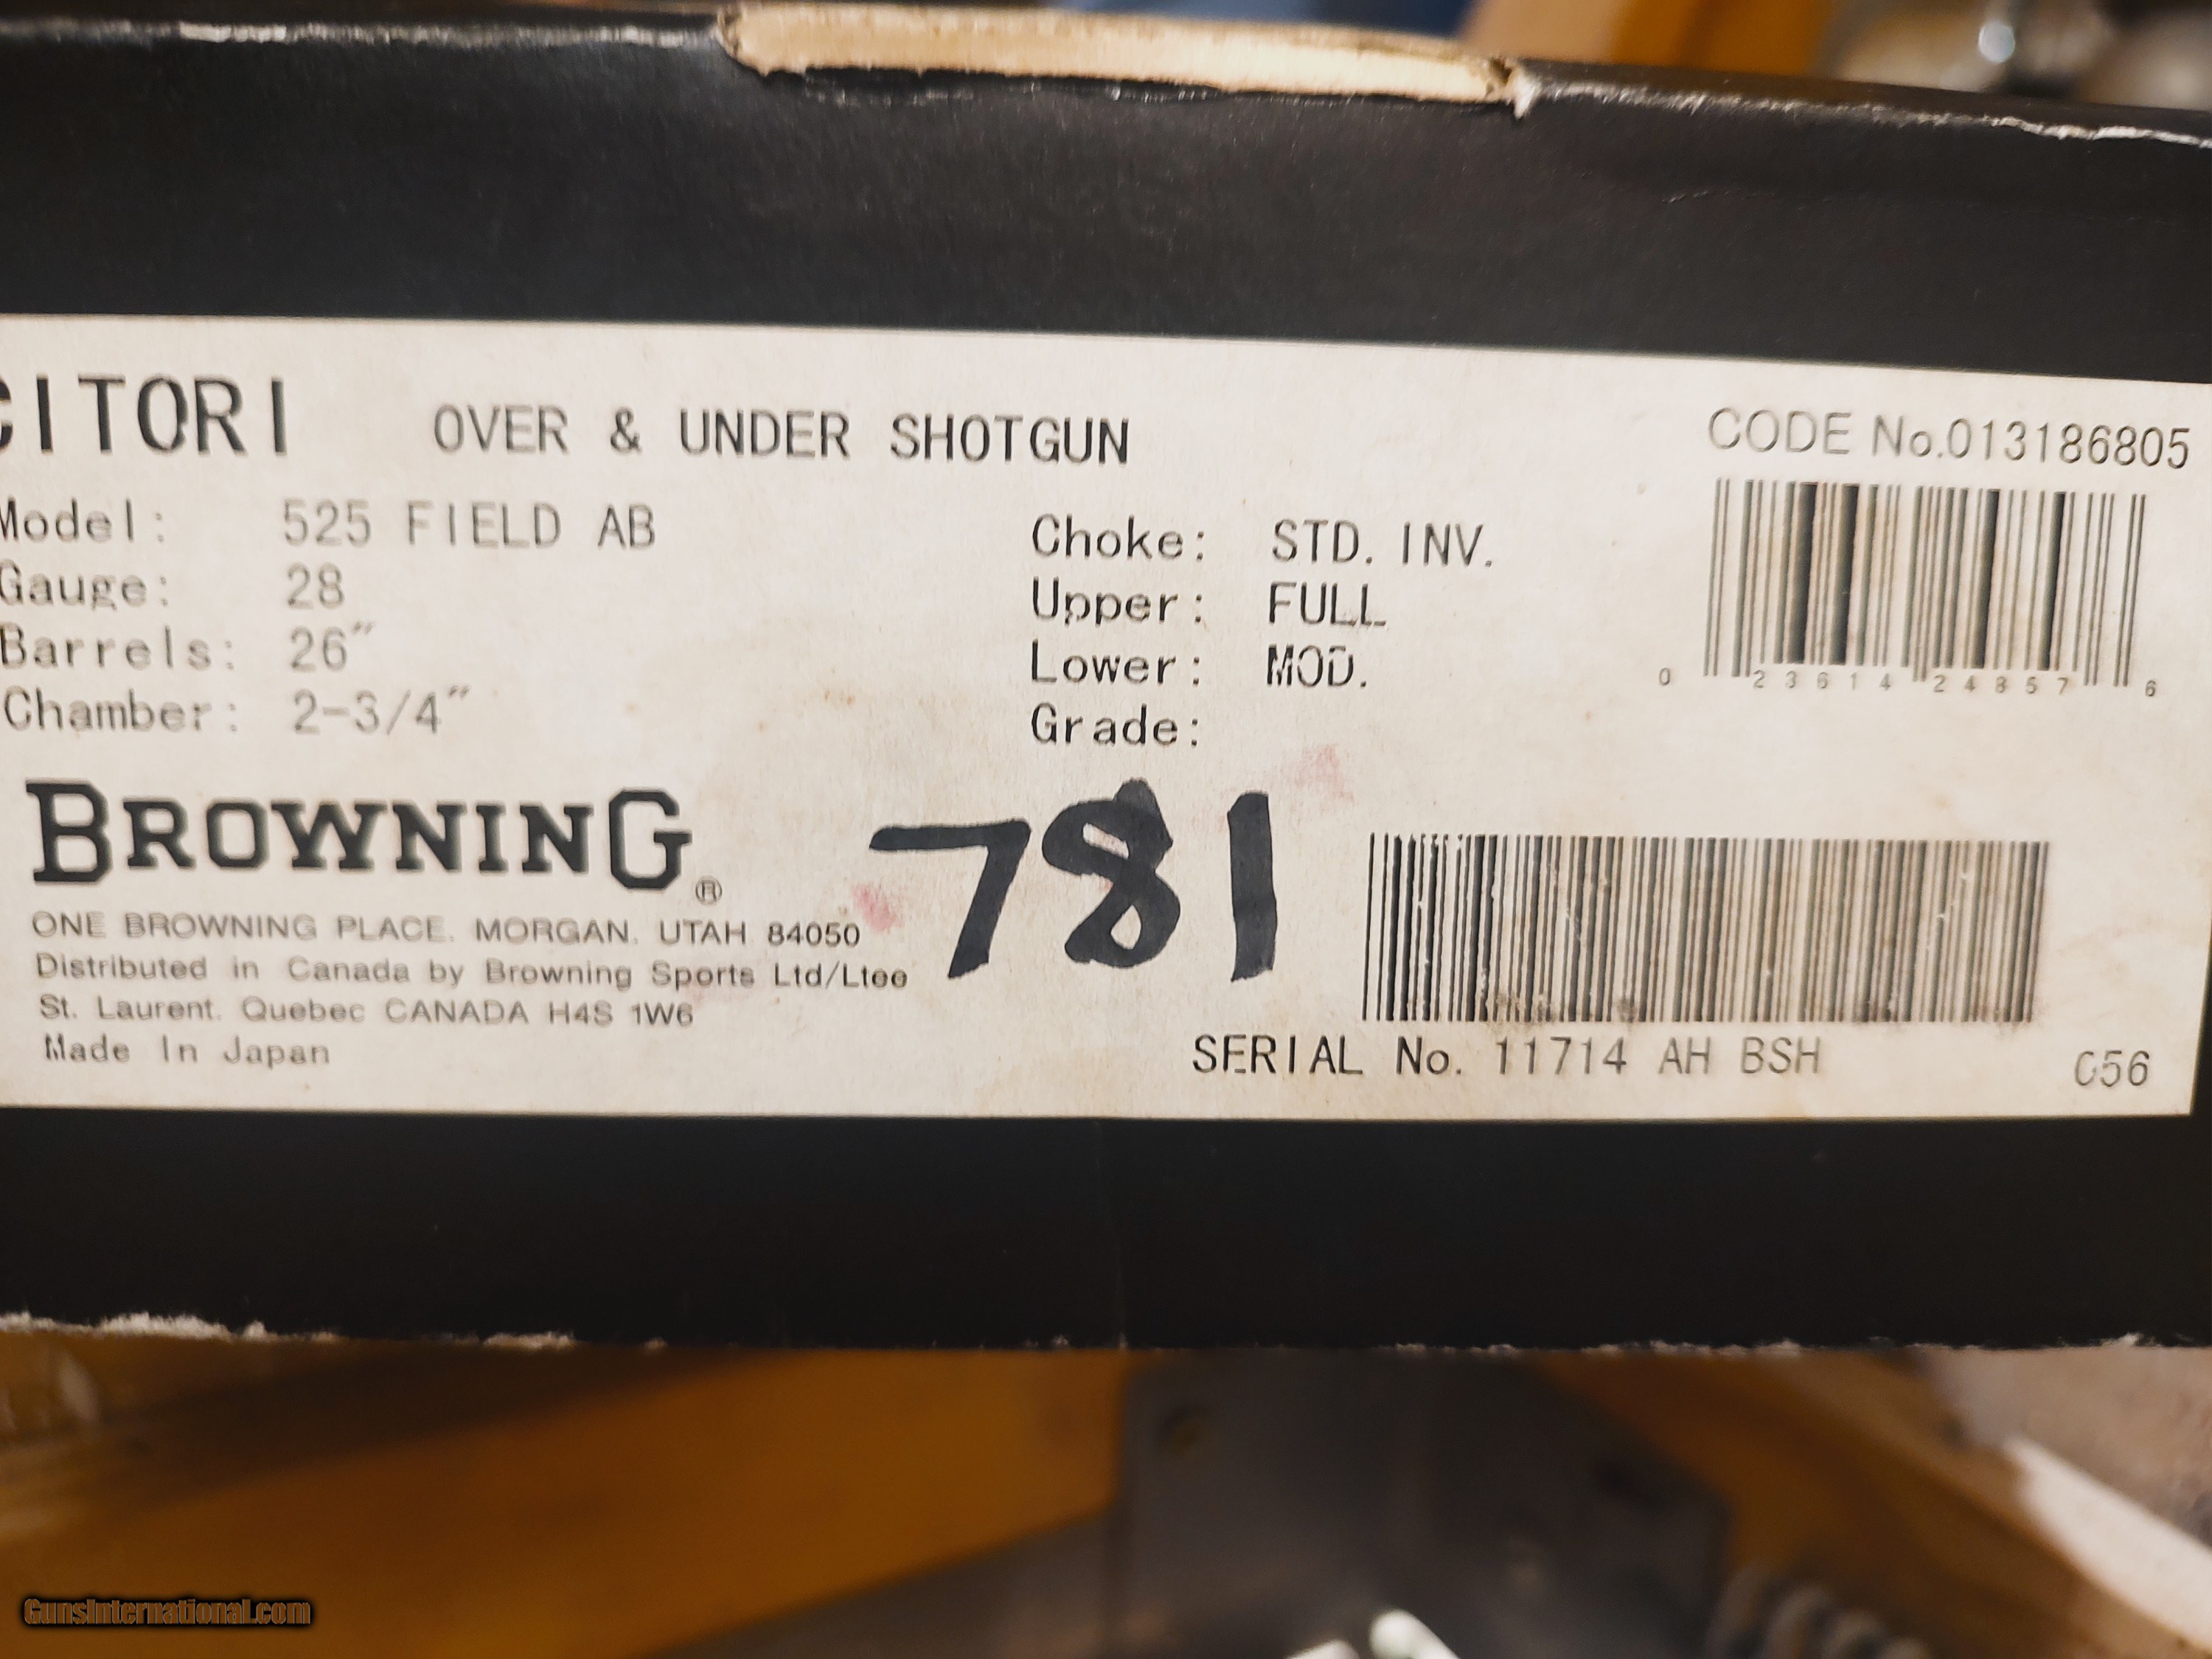 CITORI OVER & UNDER SHOTGUN
CODE No.013186805
Model: 525 FIELD AB
Gauge: 28
Barrels: 26"
Chamber: 2-3/4"
Choke: STD. INV.
Upper: FULL
Lower: MOD.
Grade:
0 23614 24857 6
BROWNING®
781
ONE BROWNING PLACE. MORGAN. UTAH 84050
Distributed in Canada by Browning Sports Ltd/Ltee
St. Laurent. Quebec CANADA H4S 1W6
Made In Japan
SERIAL No. 11714 AH BSH
C56
GunsInternational.com